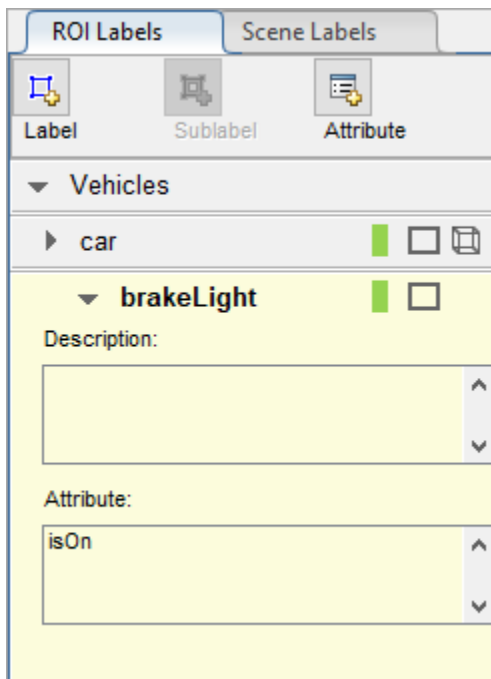 ROI Labels
Scene Labels
Label
Sublabel
Attribute
Vehicles
car
brakeLight
Description:
Attribute:
isOn